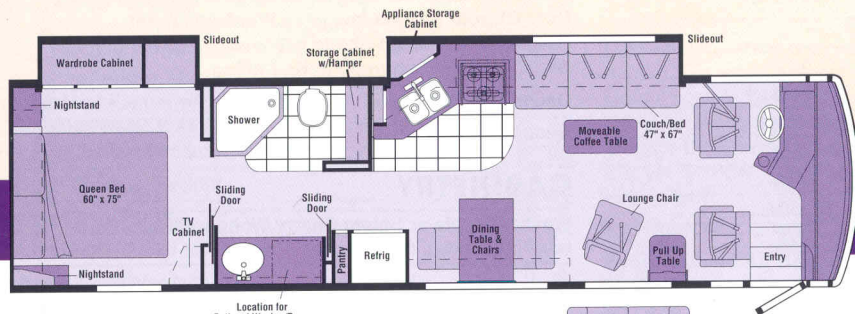 Appliance Storage
Cabinet
Slideout
Slideout
Storage Cabinet
w/Hamper
Wardrobe Cabinet
Nightstand
Shower
Couch/Bed
47" x 67"
Moveable
Coffee Table
Queen Bed
60" x 75"
Sliding
Door
Sliding
Door
Lounge Chair
TV
Cabinet
Dining
Table &
Chairs
Pantry
Refrig
Pull Up
Table
Entry
Nightstand
Location for